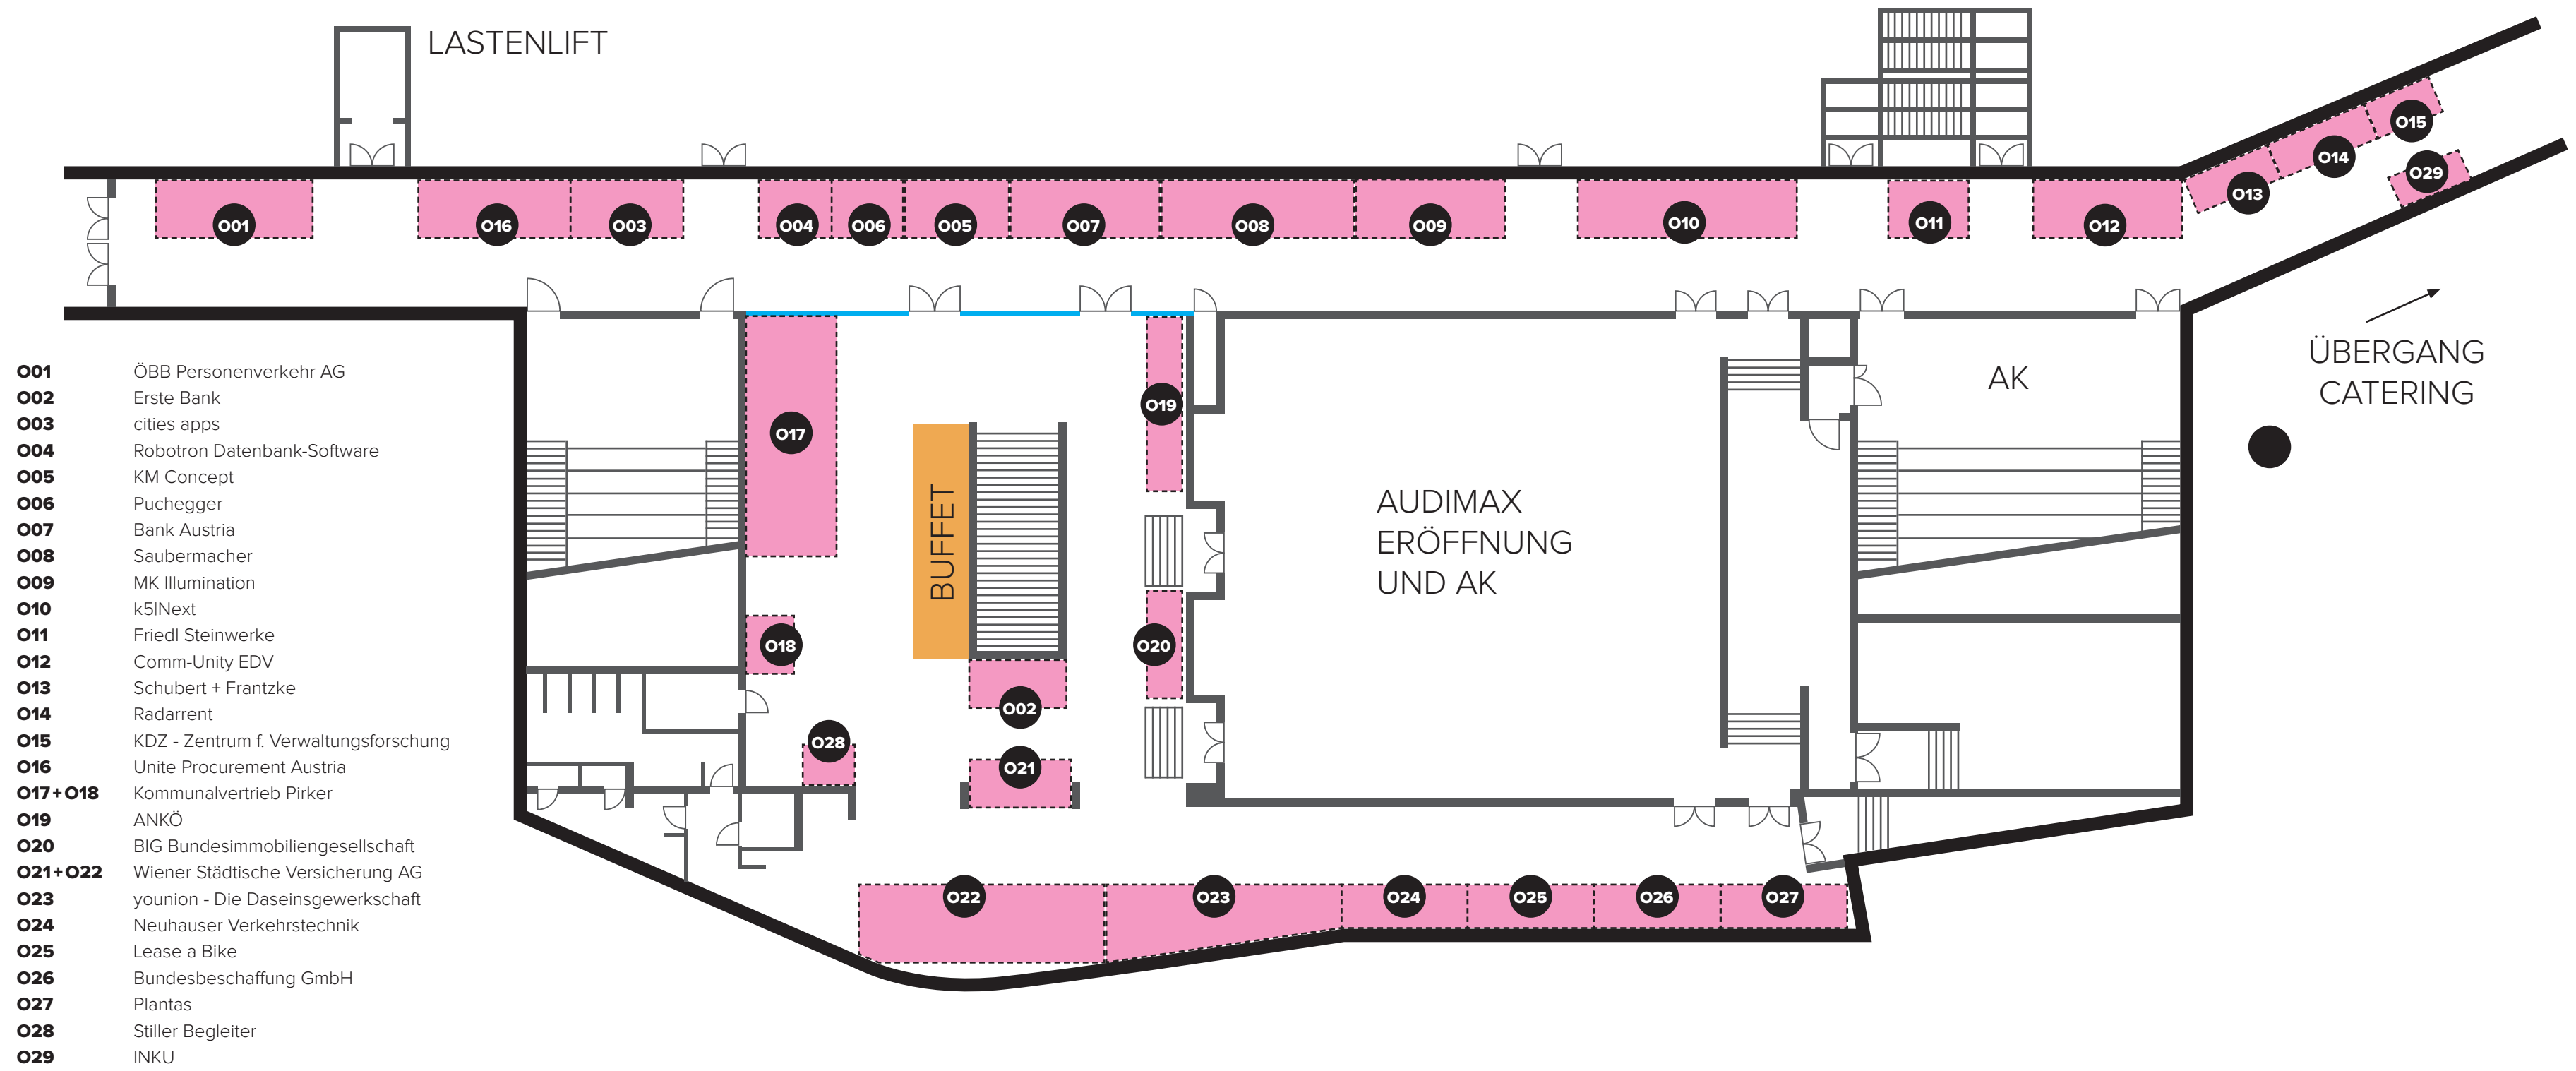 LASTENLIFT
O01
O16
O03
O04
O06
O05
O07
O08
O09
O10
O11
O12
O13
O14
O15
O29
ÜBERGANG
CATERING
AK
O17
O19
BUFFET
AUDIMAX
ERÖFFNUNG
UND AK
O18
O20
O02
O28
O21
O22
O23
O24
O25
O26
O27
O01 ÖBB Personenverkehr AG
O02 Erste Bank
O03 cities apps
O04 Robotron Datenbank-Software
O05 KM Concept
O06 Puchegger
O07 Bank Austria
O08 Saubermacher
O09 MK Illumination
O10 k5|Next
O11 Friedl Steinwerke
O12 Comm-Unity EDV
O13 Schubert + Frantzke
O14 Radarrent
O15 KDZ - Zentrum f. Verwaltungsforschung
O16 Unite Procurement Austria
O17+O18 Kommunalvertrieb Pirker
O19 ANKÖ
O20 BIG Bundesimmobiliengesellschaft
O21+O22 Wiener Städtische Versicherung AG
O23 younion - Die Daseinsgewerkschaft
O24 Neuhauser Verkehrstechnik
O25 Lease a Bike
O26 Bundesbeschaffung GmbH
O27 Plantas
O28 Stiller Begleiter
O29 INKU